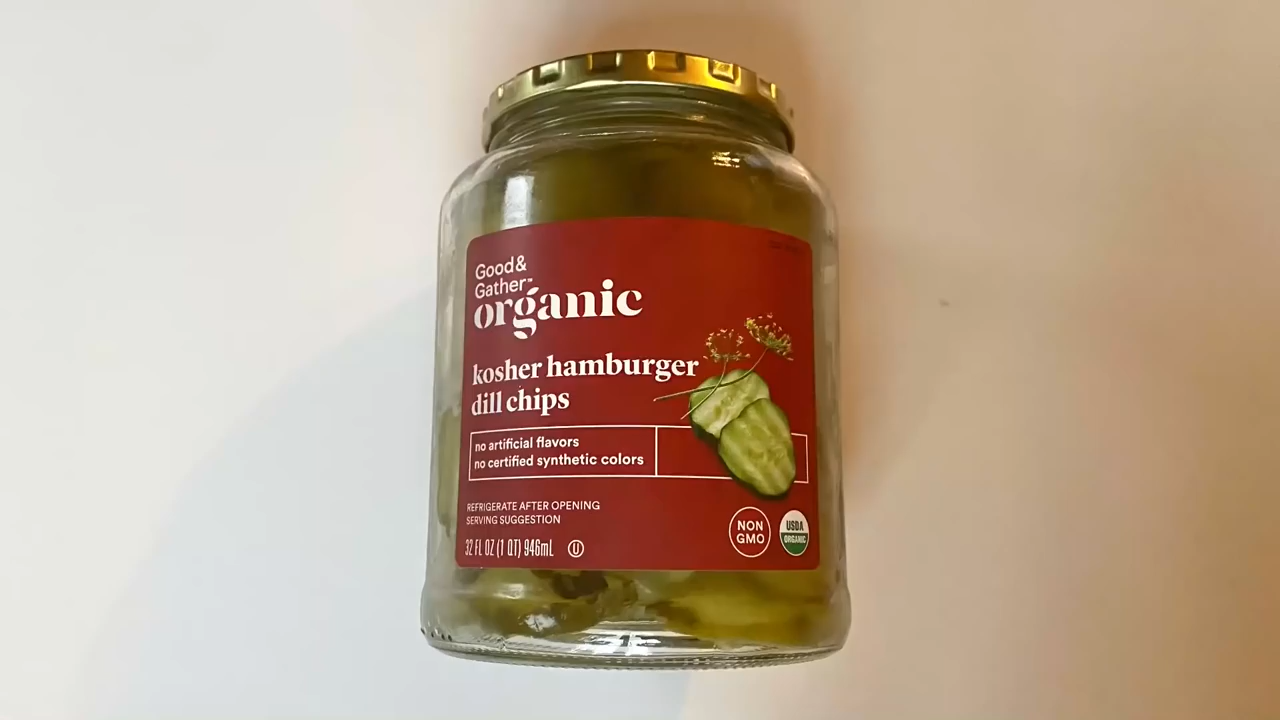 Good&
Gather™
organic
kosher hamburger
dill chips
no artificial flavors
no certified synthetic colors
REFRIGERATE AFTER OPENING
SERVING SUGGESTION
32 FL OZ (1 QT) 946mL
U
NON
GMO
USDA
ORGANIC